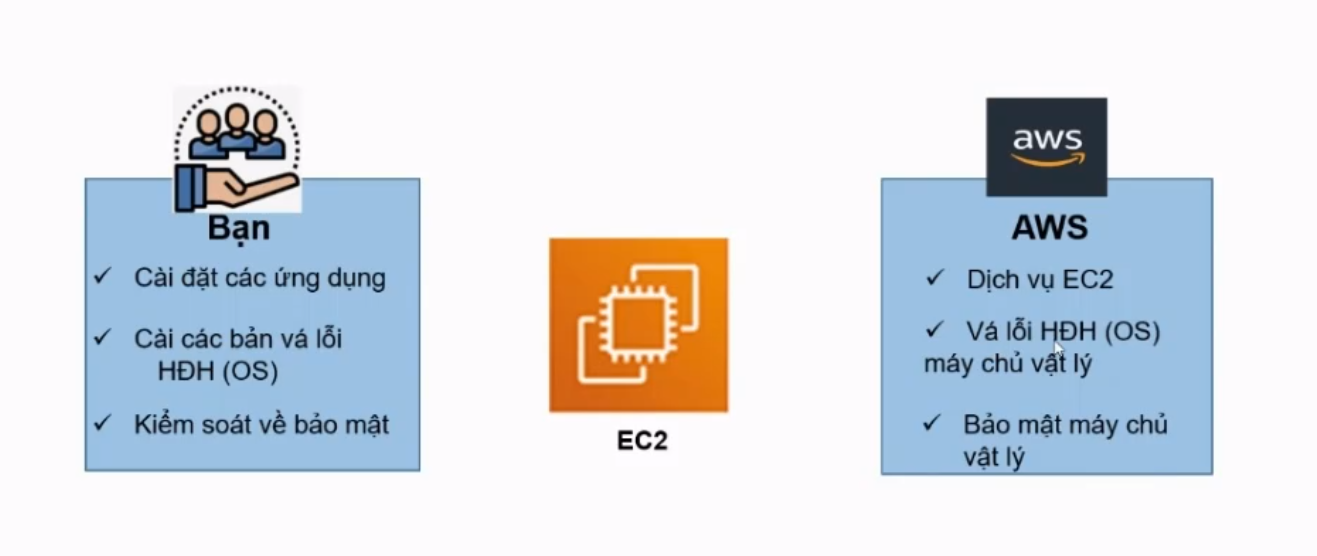 Bạn
✓ Cài đặt các ứng dụng
✓ Cài các bản vá lỗi
HĐH (OS)
✓ Kiểm soát về bảo mật
EC2
aws
AWS
✓ Dịch vụ EC2
✓ Vá lỗi HĐH (OS)
máy chủ vật lý
✓ Bảo mật máy chủ
vật lý